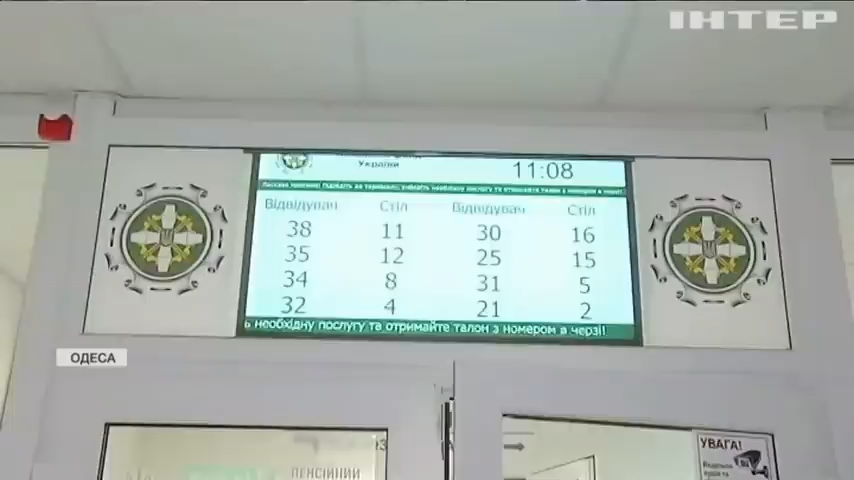 ІНТЕР
України
11:08
Відвідувач Стіл Відвідувач Стіл
38 11 30 16
35 12 25 15
34 8 31 5
32 4 21 2
ь необхідну послугу та отримайте талон з номером в черзі!
ОДЕСА
УВАГА!
ПЕНСІЙНИЙ